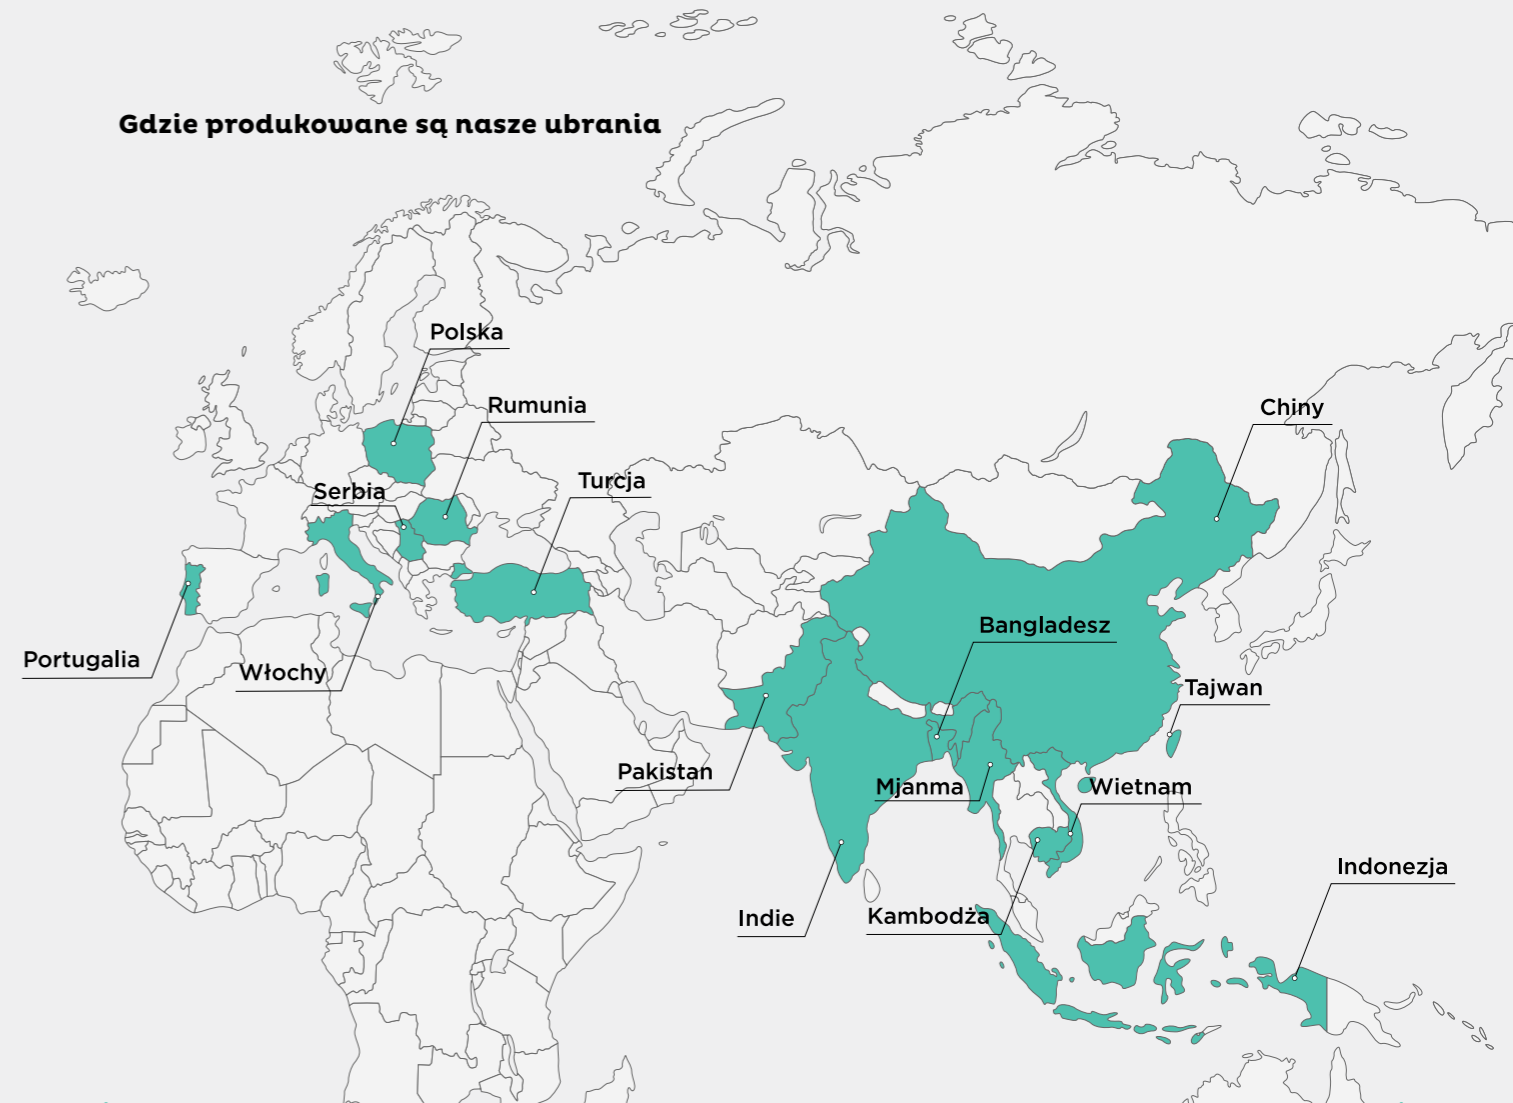 Gdzie produkowane są nasze ubrania
Polska
Rumunia
Chiny
Turcja
Serbia
Bangladesz
Portugalia
Włochy
Tajwan
Pakistan
Mjanma
Wietnam
Indonezja
Indie
Kambodża